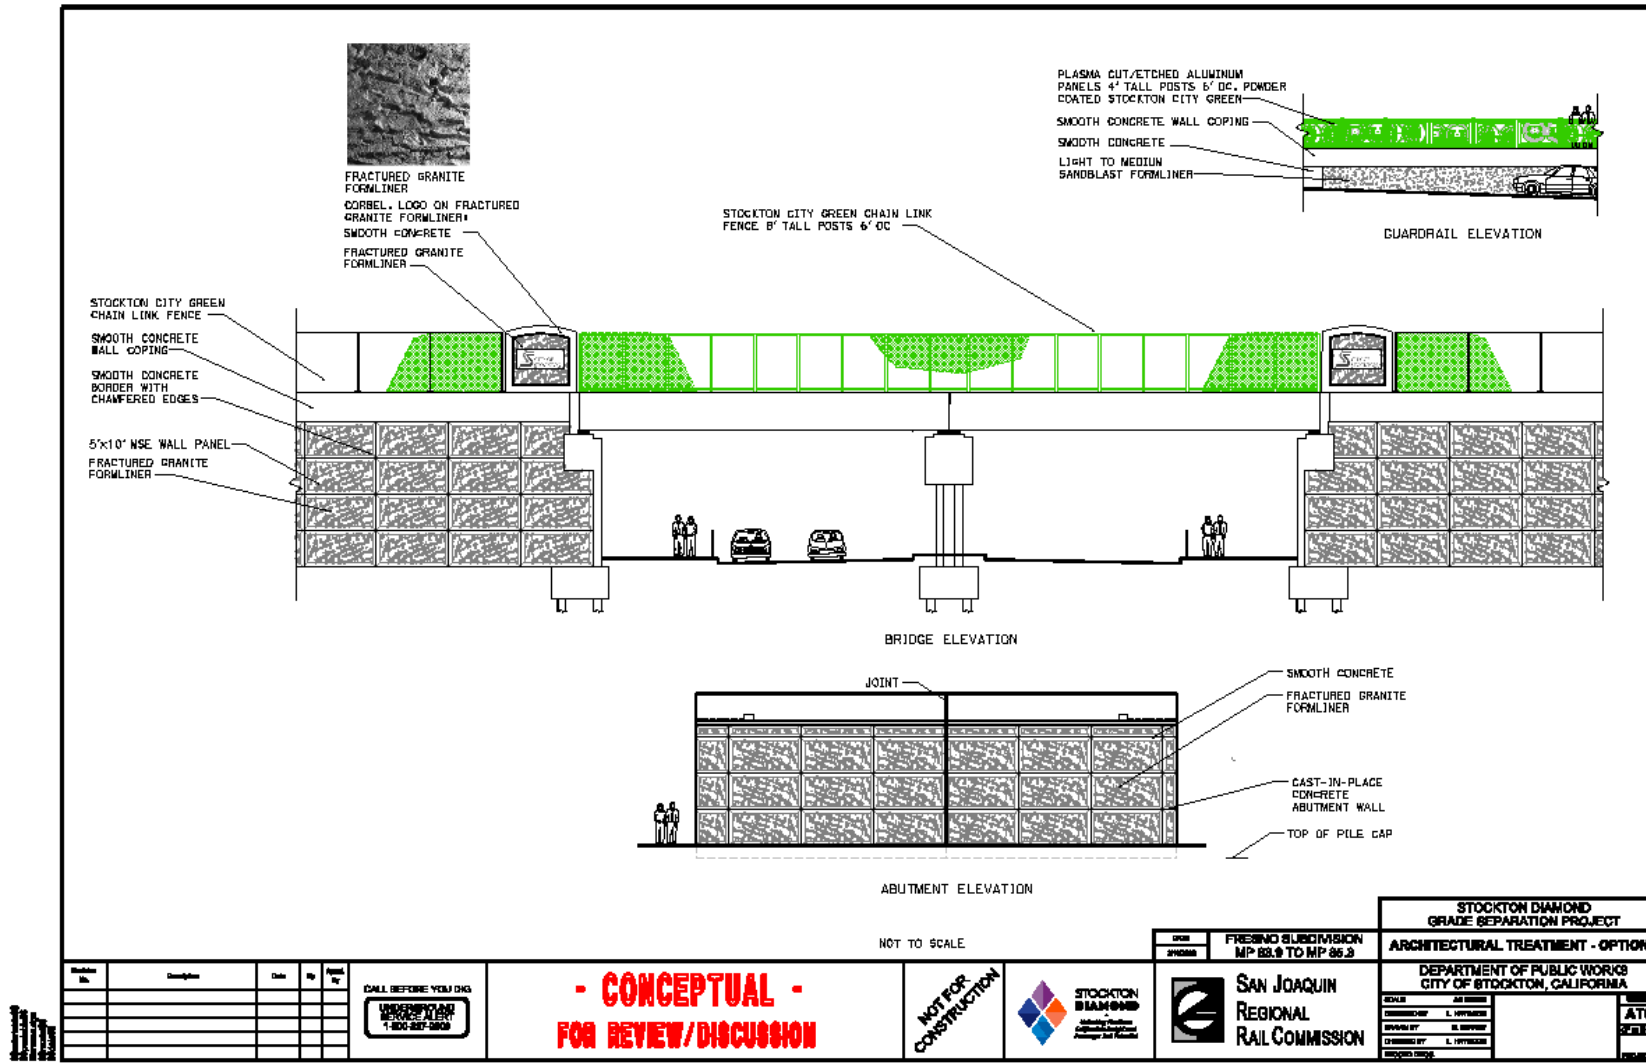 PLASMA CUT/ETCHED ALUMINUM
PANELS 4' TALL POSTS 6' OC. POWDER
COATED STOCKTON CITY GREEN
SMOOTH CONCRETE WALL COPING
SMOOTH CONCRETE
LIGHT TO MEDIUM
SANDBLAST FORMLINER
GUARDRAIL ELEVATION
FRACTURED GRANITE
FORMLINER
CORBEL. LOGO ON FRACTURED
GRANITE FORMLINER
SMOOTH CONCRETE
FRACTURED GRANITE
FORMLINER
STOCKTON CITY GREEN CHAIN LINK
FENCE 8' TALL POSTS 6' OC
STOCKTON CITY GREEN
CHAIN LINK FENCE
SMOOTH CONCRETE
WALL COPING
SMOOTH CONCRETE
BORDER WITH
CHAMFERED EDGES
5'x10' MSE WALL PANEL
FRACTURED GRANITE
FORMLINER
BRIDGE ELEVATION
JOINT
SMOOTH CONCRETE
FRACTURED GRANITE
FORMLINER
CAST-IN-PLACE
CONCRETE
ABUTMENT WALL
TOP OF PILE CAP
ABUTMENT ELEVATION
NOT TO SCALE
Revision No.
Description
Date
By
CALL BEFORE YOU DIG
UNDERGROUND
SERVICE ALERT
- CONCEPTUAL -
FOR REVIEW/DISCUSSION
NOT FOR
CONSTRUCTION
STOCKTON
DIAMOND
SAN JOAQUIN
REGIONAL
RAIL COMMISSION
FRESNO SUBDIVISION
STOCKTON DIAMOND
GRADE SEPARATION PROJECT
ARCHITECTURAL TREATMENT - OPTION
DEPARTMENT OF PUBLIC WORKS
CITY OF STOCKTON, CALIFORNIA